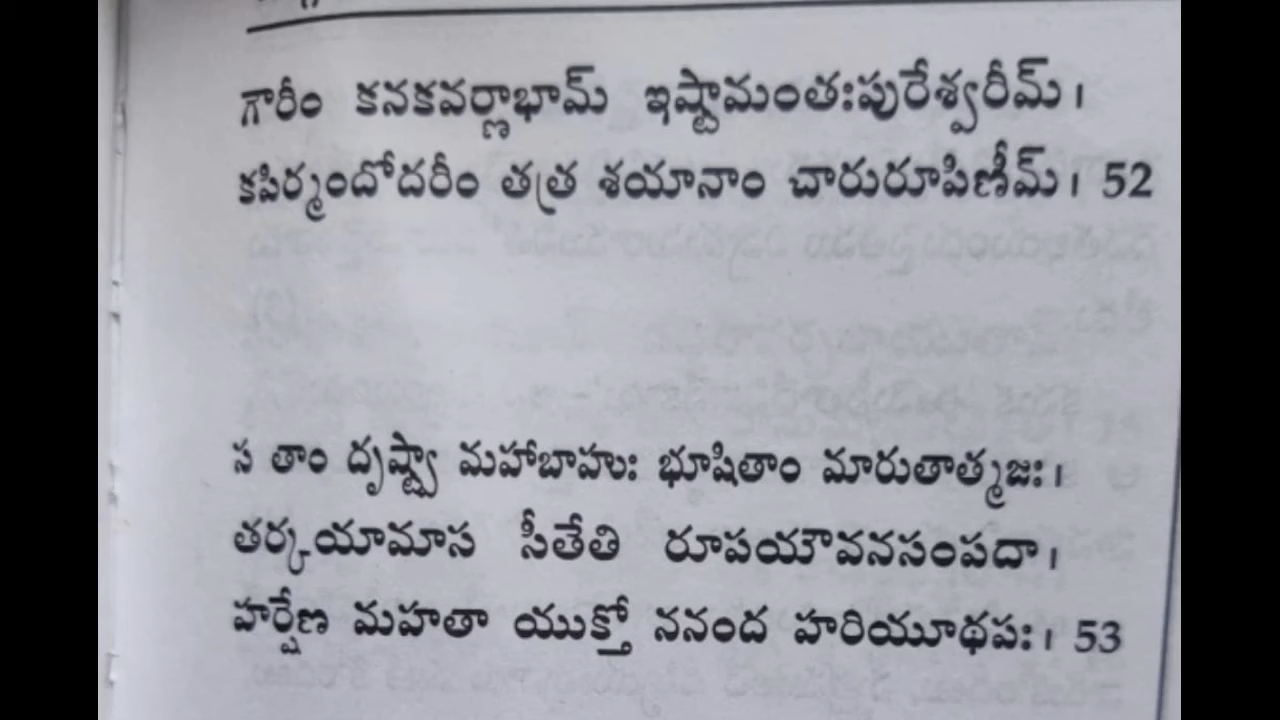 గౌరీం కనకవర్ణాభామ్ ఇష్టామంతఃపురేశ్వరీమ్ ।
కపిర్మందోదరీం తత్ర శయానాం చారురూపిణీమ్ । 52
స తాం దృష్ట్వా మహాబాహుః భూషితాం మారుతాత్మజః ।
తర్కయామాస సీతేతి రూపయౌవనసంపదా ।
హర్షేణ మహతా యుక్తో ననంద హరియూథపః । 53